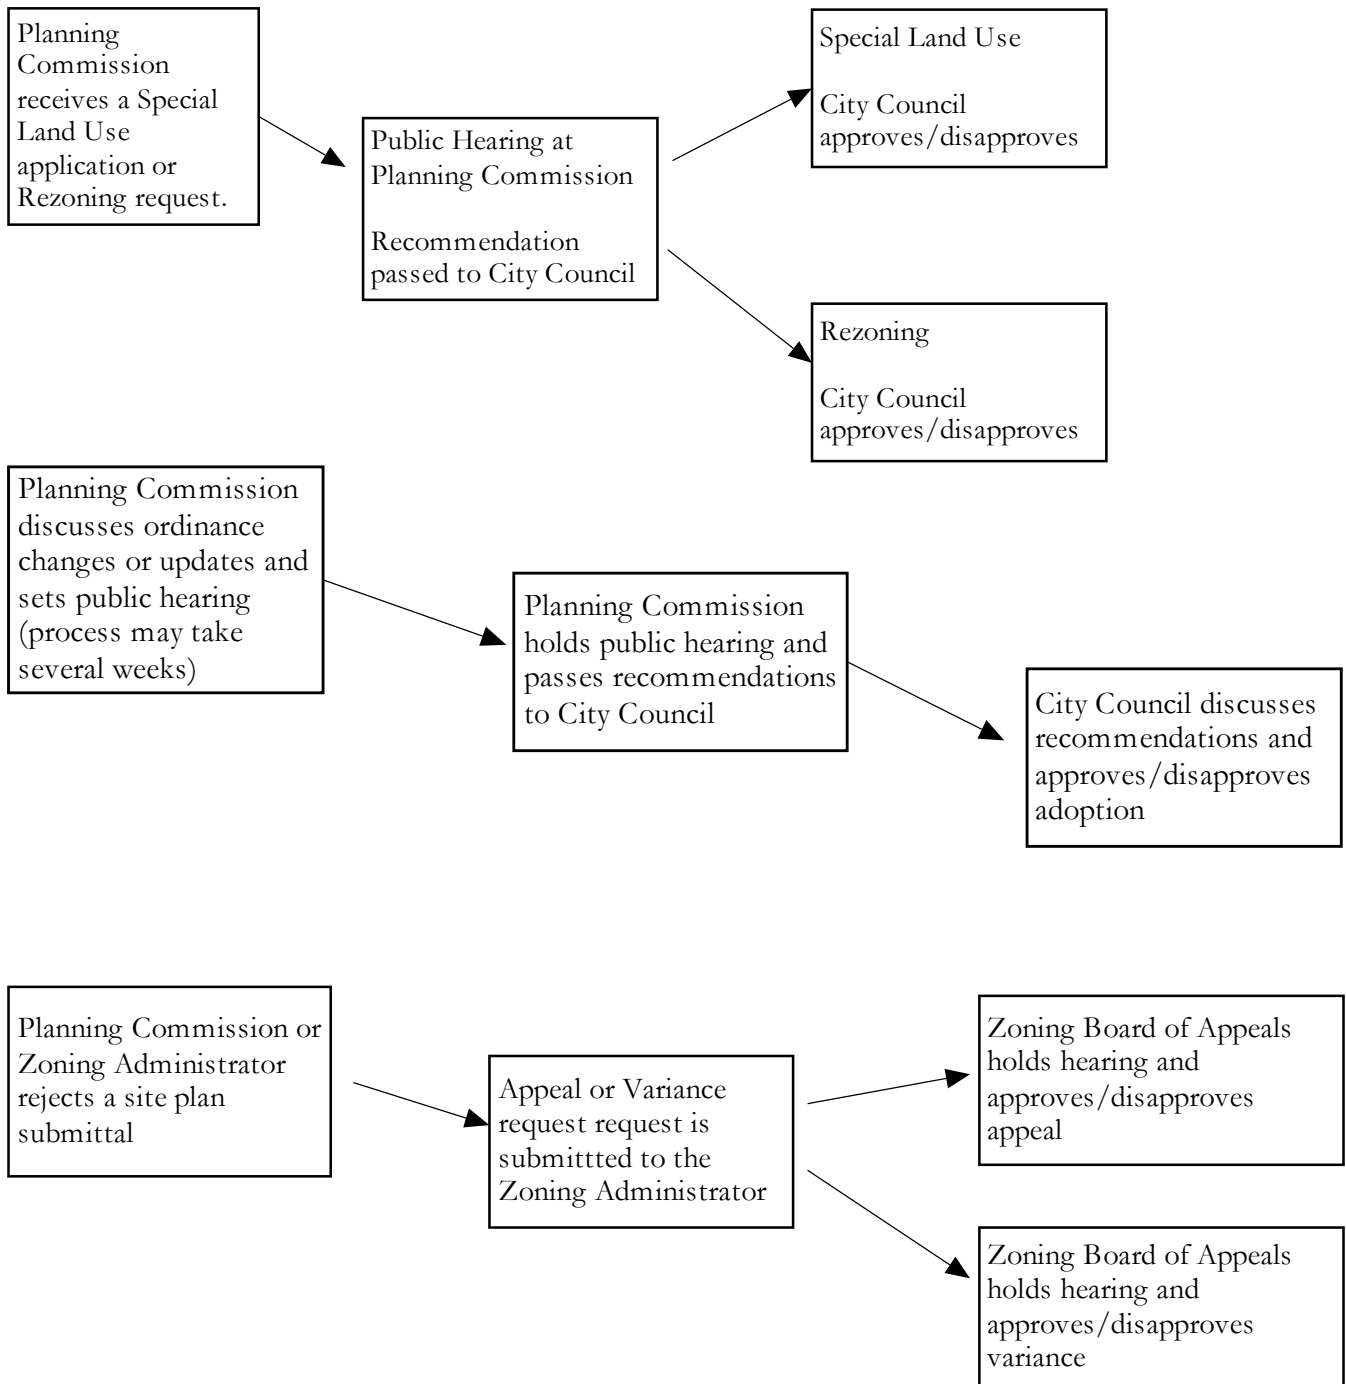 Planning
Commission
receives a Special
Land Use
application or
Rezoning request.
Public Hearing at
Planning Commission
Recommendation
passed to City Council
Special Land Use
City Council
approves/disapproves
Rezoning
City Council
approves/disapproves
Planning Commission
discusses ordinance
changes or updates and
sets public hearing
(process may take
several weeks)
Planning Commission
holds public hearing and
passes recommendations
to City Council
City Council discusses
recommendations and
approves/disapproves
adoption
Planning Commission or
Zoning Administrator
rejects a site plan
submittal
Appeal or Variance
request request is
submittted to the
Zoning Administrator
Zoning Board of Appeals
holds hearing and
approves/disapproves
appeal
Zoning Board of Appeals
holds hearing and
approves/disapproves
variance